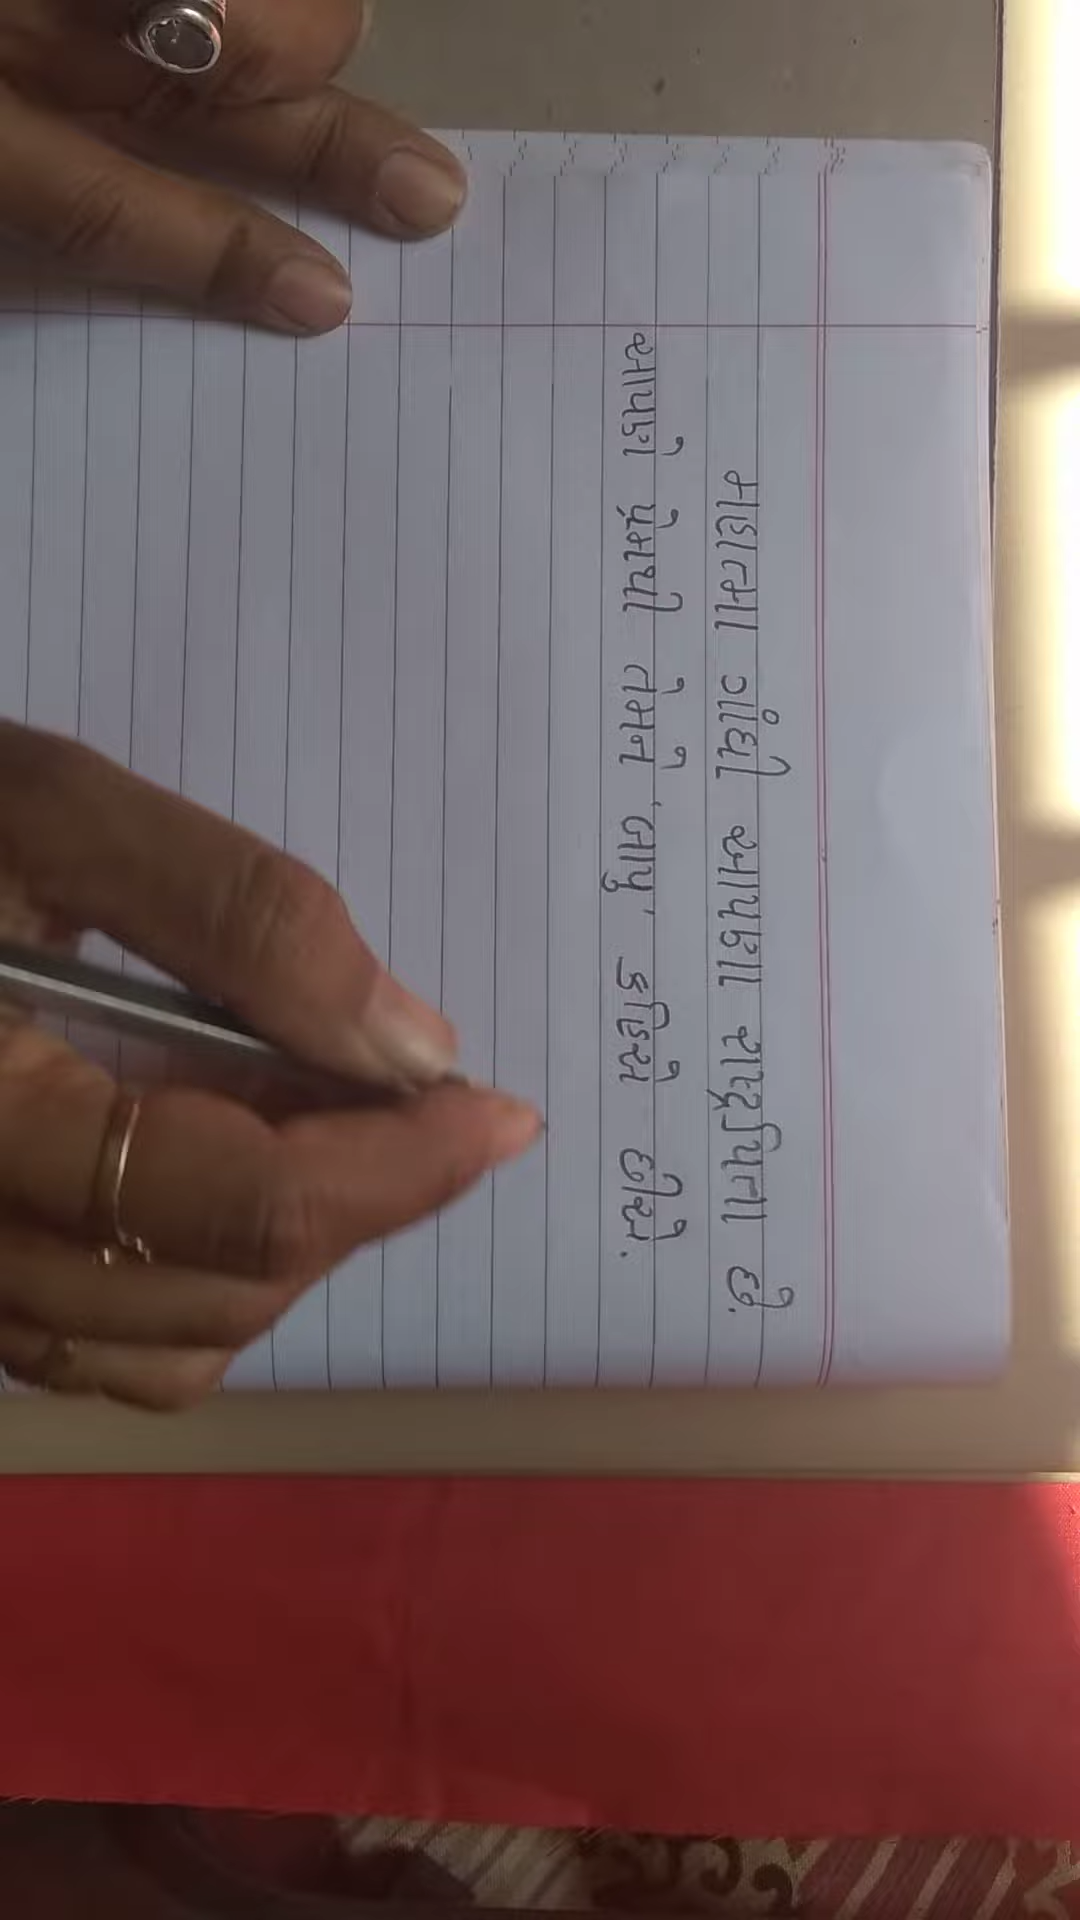 મહાત્મા ગાંધી આપણા રાષ્ટ્રપિતા છે.
આપણે પ્રેમથી તેમને 'બાપુ' કહિએ છીએ.